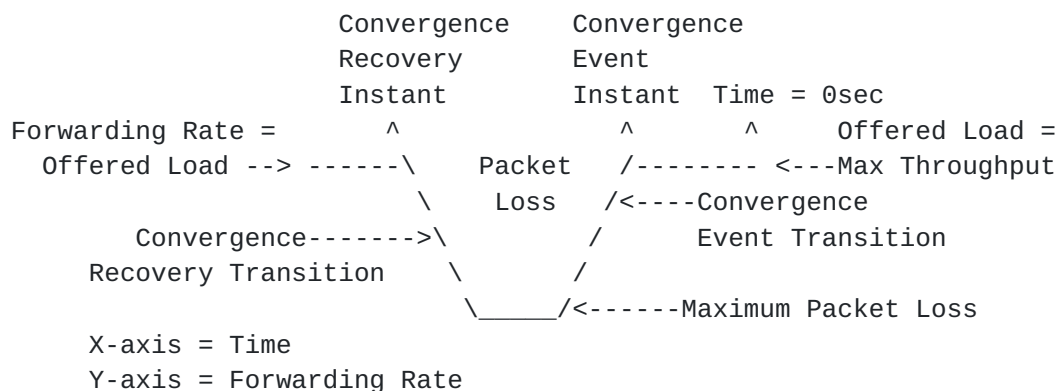 Convergence    Convergence
                     Recovery       Event
                     Instant        Instant  Time = 0sec
Forwarding Rate =       ^              ^       ^     Offered Load =
  Offered Load --> ------\    Packet   /-------- <---Max Throughput
                          \    Loss   /<----Convergence
        Convergence------->\         /      Event Transition
     Recovery Transition    \       /
                             \_____/<------Maximum Packet Loss
     X-axis = Time
     Y-axis = Forwarding Rate